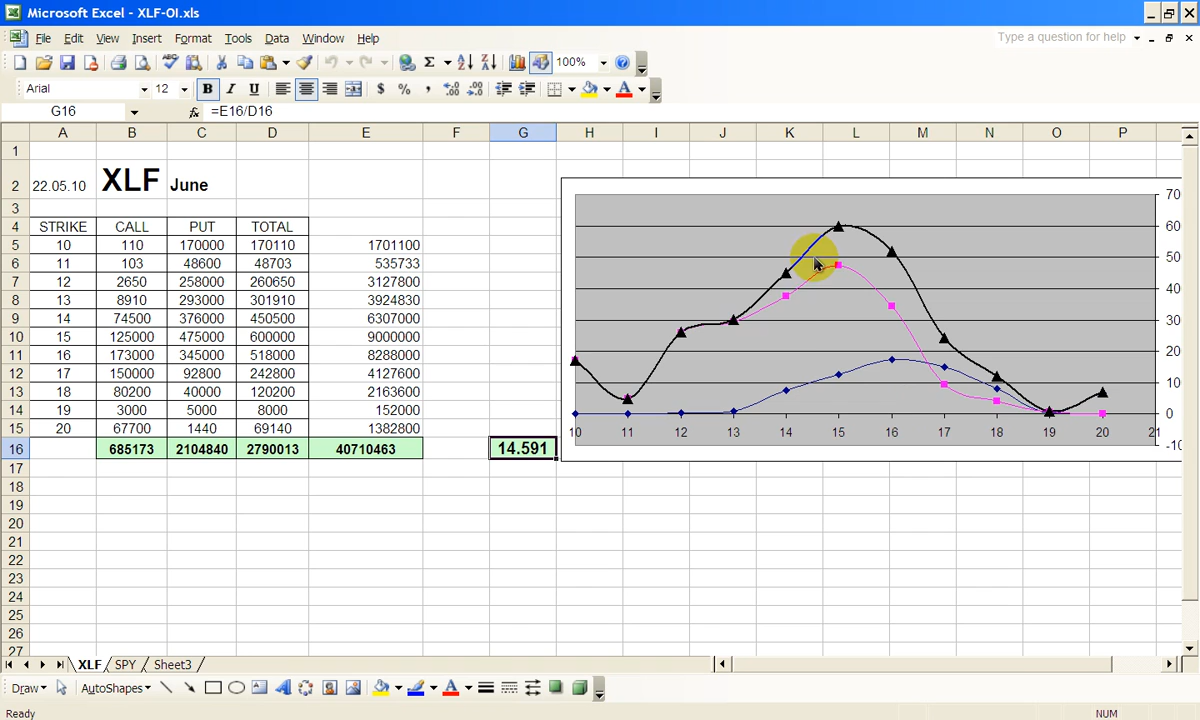 Microsoft Excel - XLF-OI.xls
File Edit View Insert Format Tools Data Window Help Type a question for help
100%
Arial 12 B I U $ % ,
G16 fx =E16/D16
A B C D E F G H I J K L M N O P
1
2 22.05.10 XLF June
3
4 STRIKE CALL PUT TOTAL
5 10 110 170000 170110 1701100
6 11 103 48600 48703 535733
7 12 2650 258000 260650 3127800
8 13 8910 293000 301910 3924830
9 14 74500 376000 450500 6307000
10 15 125000 475000 600000 9000000
11 16 173000 345000 518000 8288000
12 17 150000 92800 242800 4127600
13 18 80200 40000 120200 2163600
14 19 3000 5000 8000 152000
15 20 67700 1440 69140 1382800
16 685173 2104840 2790013 40710463 14.591
17
18
19
20
21
22
23
24
25
26
27
70
60
50
40
30
20
10
0
-10
10 11 12 13 14 15 16 17 18 19 20 21
XLF SPY Sheet3
Draw AutoShapes
Ready NUM